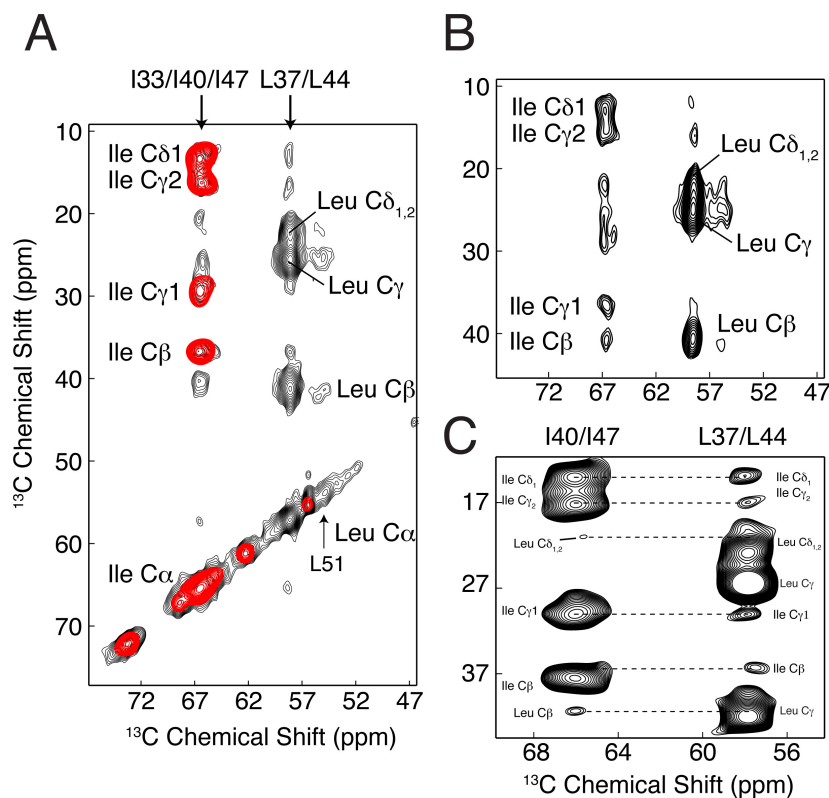 A
I33/I40/I47 L37/L44
10
20
30
40
50
60
70
Ile Cδ1
Ile Cγ2
Leu Cδ1,2
Leu Cγ
Ile Cγ1
Ile Cβ
Leu Cβ
Leu Cα
L51
Ile Cα
72 67 62 57 52 47
13C Chemical Shift (ppm)
13C Chemical Shift (ppm)
B
10
20
30
40
Ile Cδ1
Ile Cγ2
Leu Cδ1,2
Leu Cγ
Ile Cγ1
Leu Cβ
Ile Cβ
72 67 62 57 52 47
C
I40/I47 L37/L44
17
27
37
Ile Cδ1 Ile Cδ1
Ile Cγ2 Ile Cγ2
Leu Cδ1,2 Leu Cδ1,2
Leu Cγ
Ile Cγ1 Ile Cγ1
Ile Cβ Ile Cβ
Leu Cβ Leu Cγ
68 64 60 56
13C Chemical Shift (ppm)